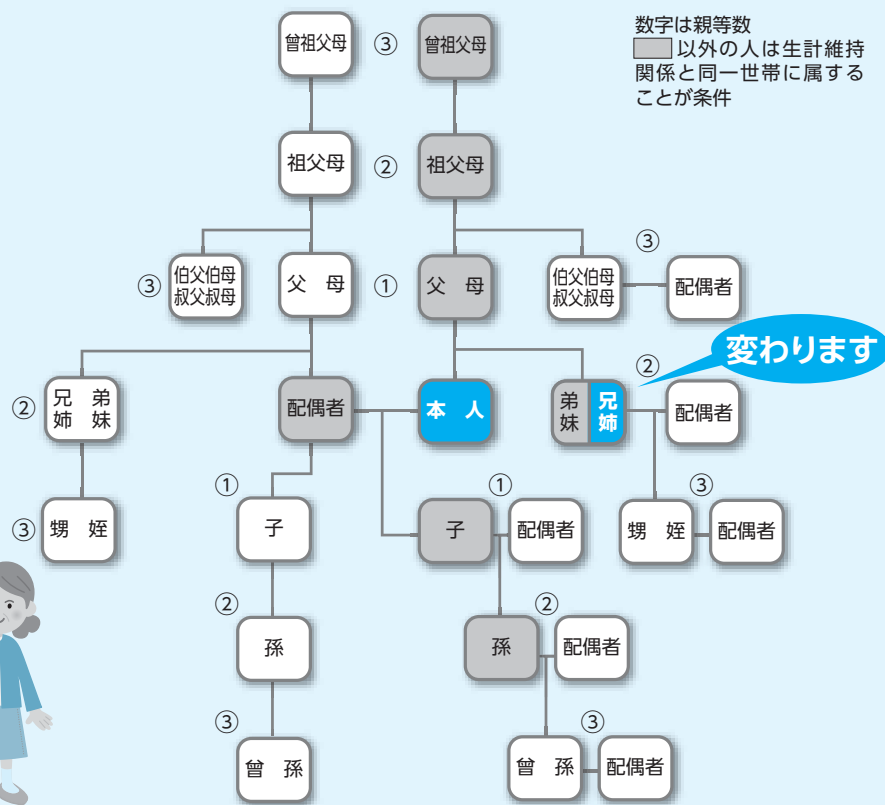 数字は親等数
以外の人は生計維持
関係と同一世帯に属する
ことが条件
曾祖父母
③
曾祖父母
祖父母
②
祖父母
③
伯父伯母
叔父叔母
父 母
①
父 母
伯父伯母
叔父叔母
③
配偶者
変わります
②
兄 弟
姉 妹
配偶者
本 人
弟妹
兄姉
②
配偶者
③
甥 姪
①
子
子
①
配偶者
甥 姪
③
配偶者
②
孫
孫
②
配偶者
③
曾 孫
曾 孫
③
配偶者